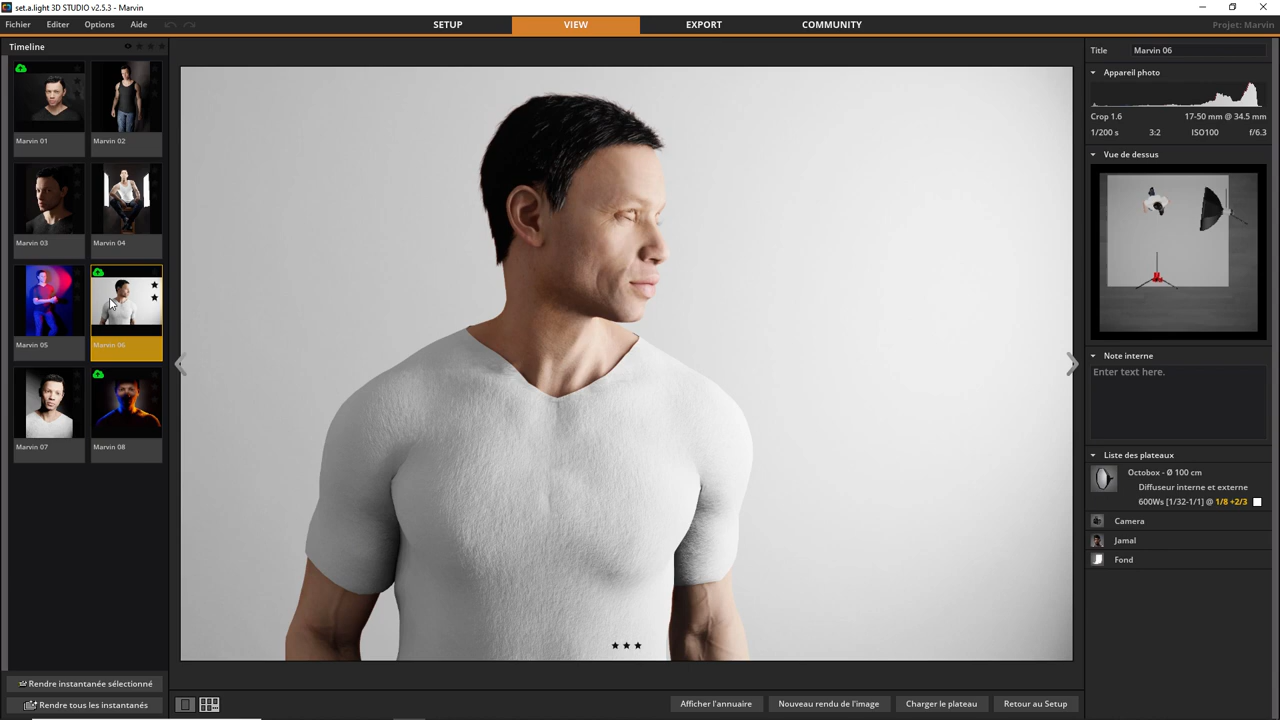 set.a.light 3D STUDIO v2.5.3 - Marvin
Fichier Editer Options Aide
SETUP VIEW EXPORT COMMUNITY
Projet: Marvin
Timeline
Marvin 01 Marvin 02
Marvin 03 Marvin 04
Marvin 05 Marvin 06
Marvin 07 Marvin 08
Rendre instantanée sélectionné
Rendre tous les instantanés
Afficher l'annuaire Nouveau rendu de l'image Charger le plateau Retour au Setup
Title Marvin 06
Appareil photo
Crop 1.6 17-50 mm @ 34.5 mm
1/200 s 3:2 ISO100 f/6.3
Vue de dessus
Note interne
Enter text here.
Liste des plateaux
Octobox - Ø 100 cm
Diffuseur interne et externe
600Ws [1/32-1/1] @ 1/8 +2/3
Camera
Jamal
Fond